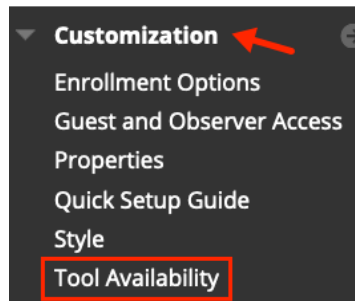 Customization
Enrollment Options
Guest and Observer Access
Properties
Quick Setup Guide
Style
Tool Availability